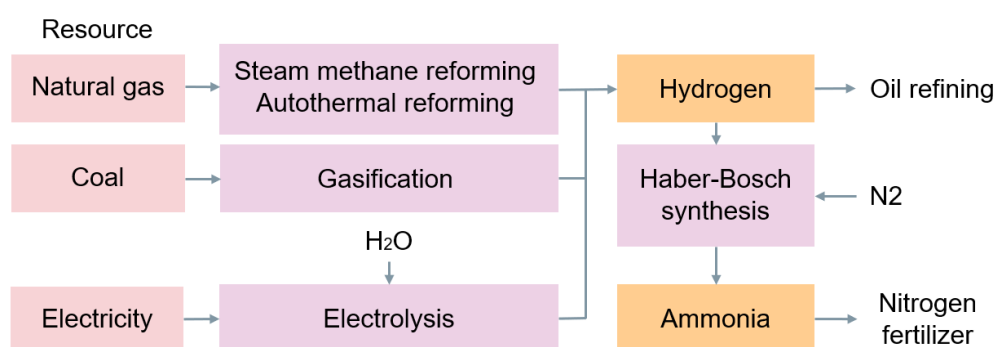 Resource
Natural gas
Steam methane reforming
Autothermal reforming
Hydrogen
Oil refining
Coal
Gasification
Haber-Bosch
synthesis
N2
H₂O
Electricity
Electrolysis
Ammonia
Nitrogen
fertilizer